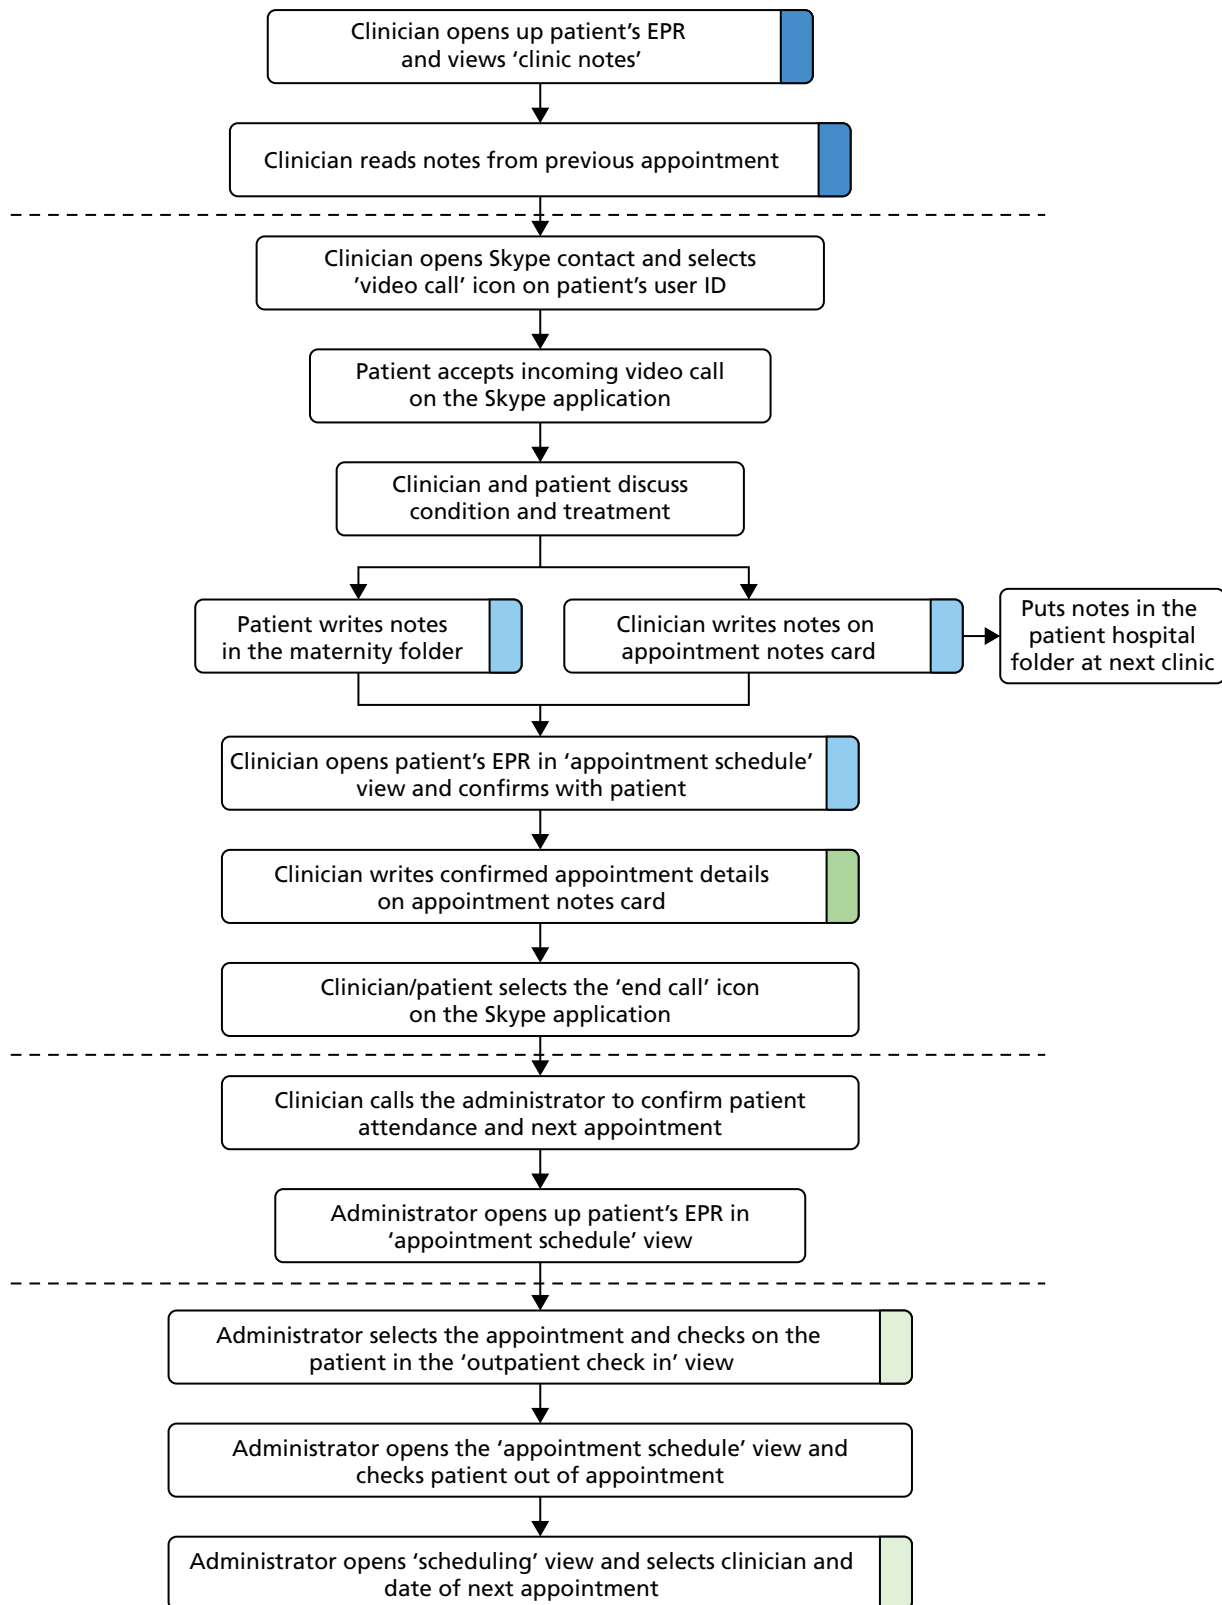 Clinician opens up patient’s EPR
and views ‘clinic notes’
Clinician reads notes from previous appointment
Clinician opens Skype contact and selects
’video call’ icon on patient’s user ID
Patient accepts incoming video call
on the Skype application
Clinician and patient discuss
condition and treatment
Patient writes notes
in the maternity folder
Clinician writes notes on
appointment notes card
Puts notes in the
patient hospital
folder at next clinic
Clinician opens patient’s EPR in ‘appointment schedule’
view and confirms with patient
Clinician writes confirmed appointment details
on appointment notes card
Clinician/patient selects the ‘end call’ icon
on the Skype application
Clinician calls the administrator to confirm patient
attendance and next appointment
Administrator opens up patient’s EPR in
‘appointment schedule’ view
Administrator selects the appointment and checks on the
patient in the ‘outpatient check in’ view
Administrator opens the ‘appointment schedule’ view and
checks patient out of appointment
Administrator opens ‘scheduling’ view and selects clinician and
date of next appointment